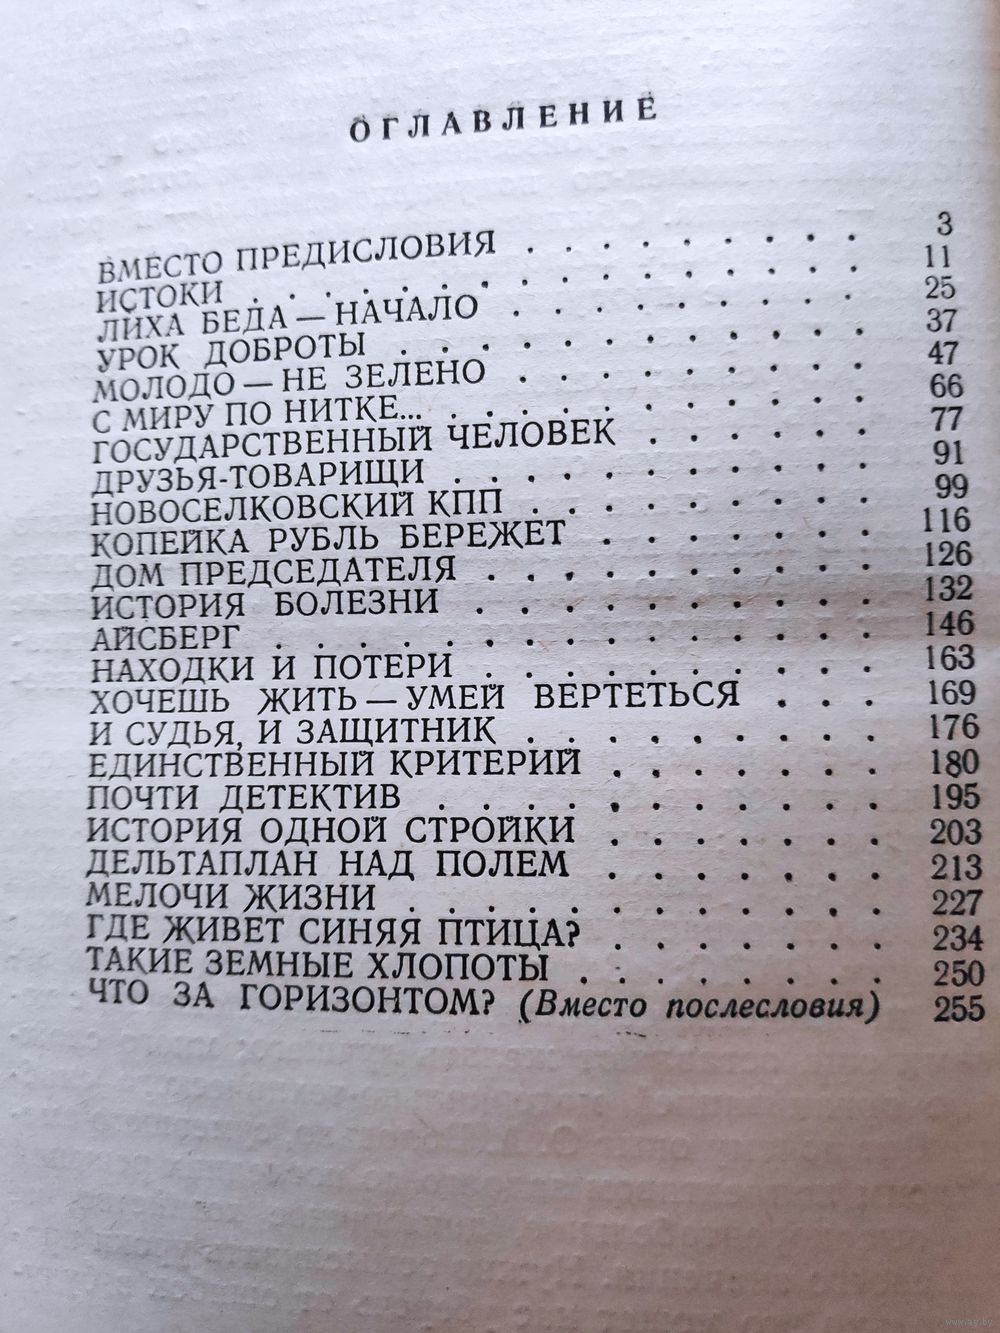 ОГЛАВЛЕНИЕ
ВМЕСТО ПРЕДИСЛОВИЯ . . . . . . . . . 3
ИСТОКИ . . . . . . . . . . . . . . . 11
ЛИХА БЕДА — НАЧАЛО . . . . . . . . . 25
УРОК ДОБРОТЫ . . . . . . . . . . . . 37
МОЛОДО — НЕ ЗЕЛЕНО . . . . . . . . . 47
С МИРУ ПО НИТКЕ... . . . . . . . . . 66
ГОСУДАРСТВЕННЫЙ ЧЕЛОВЕК . . . . . . 77
ДРУЗЬЯ-ТОВАРИЩИ . . . . . . . . . . 91
НОВОСЕЛКОВСКИЙ КПП . . . . . . . . . 99
КОПЕЙКА РУБЛЬ БЕРЕЖЕТ . . . . . . . 116
ДОМ ПРЕДСЕДАТЕЛЯ . . . . . . . . . . 126
ИСТОРИЯ БОЛЕЗНИ . . . . . . . . . . 132
АЙСБЕРГ . . . . . . . . . . . . . . 146
НАХОДКИ И ПОТЕРИ . . . . . . . . . . 163
ХОЧЕШЬ ЖИТЬ — УМЕЙ ВЕРТЕТЬСЯ . . . 169
И СУДЬЯ, И ЗАЩИТНИК . . . . . . . . 176
ЕДИНСТВЕННЫЙ КРИТЕРИЙ . . . . . . . 180
ПОЧТИ ДЕТЕКТИВ . . . . . . . . . . . 195
ИСТОРИЯ ОДНОЙ СТРОЙКИ . . . . . . . 203
ДЕЛЬТАПЛАН НАД ПОЛЕМ . . . . . . . . 213
МЕЛОЧИ ЖИЗНИ . . . . . . . . . . . . 227
ГДЕ ЖИВЕТ СИНЯЯ ПТИЦА? . . . . . . . 234
ТАКИЕ ЗЕМНЫЕ ХЛОПОТЫ . . . . . . . . 250
ЧТО ЗА ГОРИЗОНТОМ? (Вместо послесловия) 255
www.ay.by